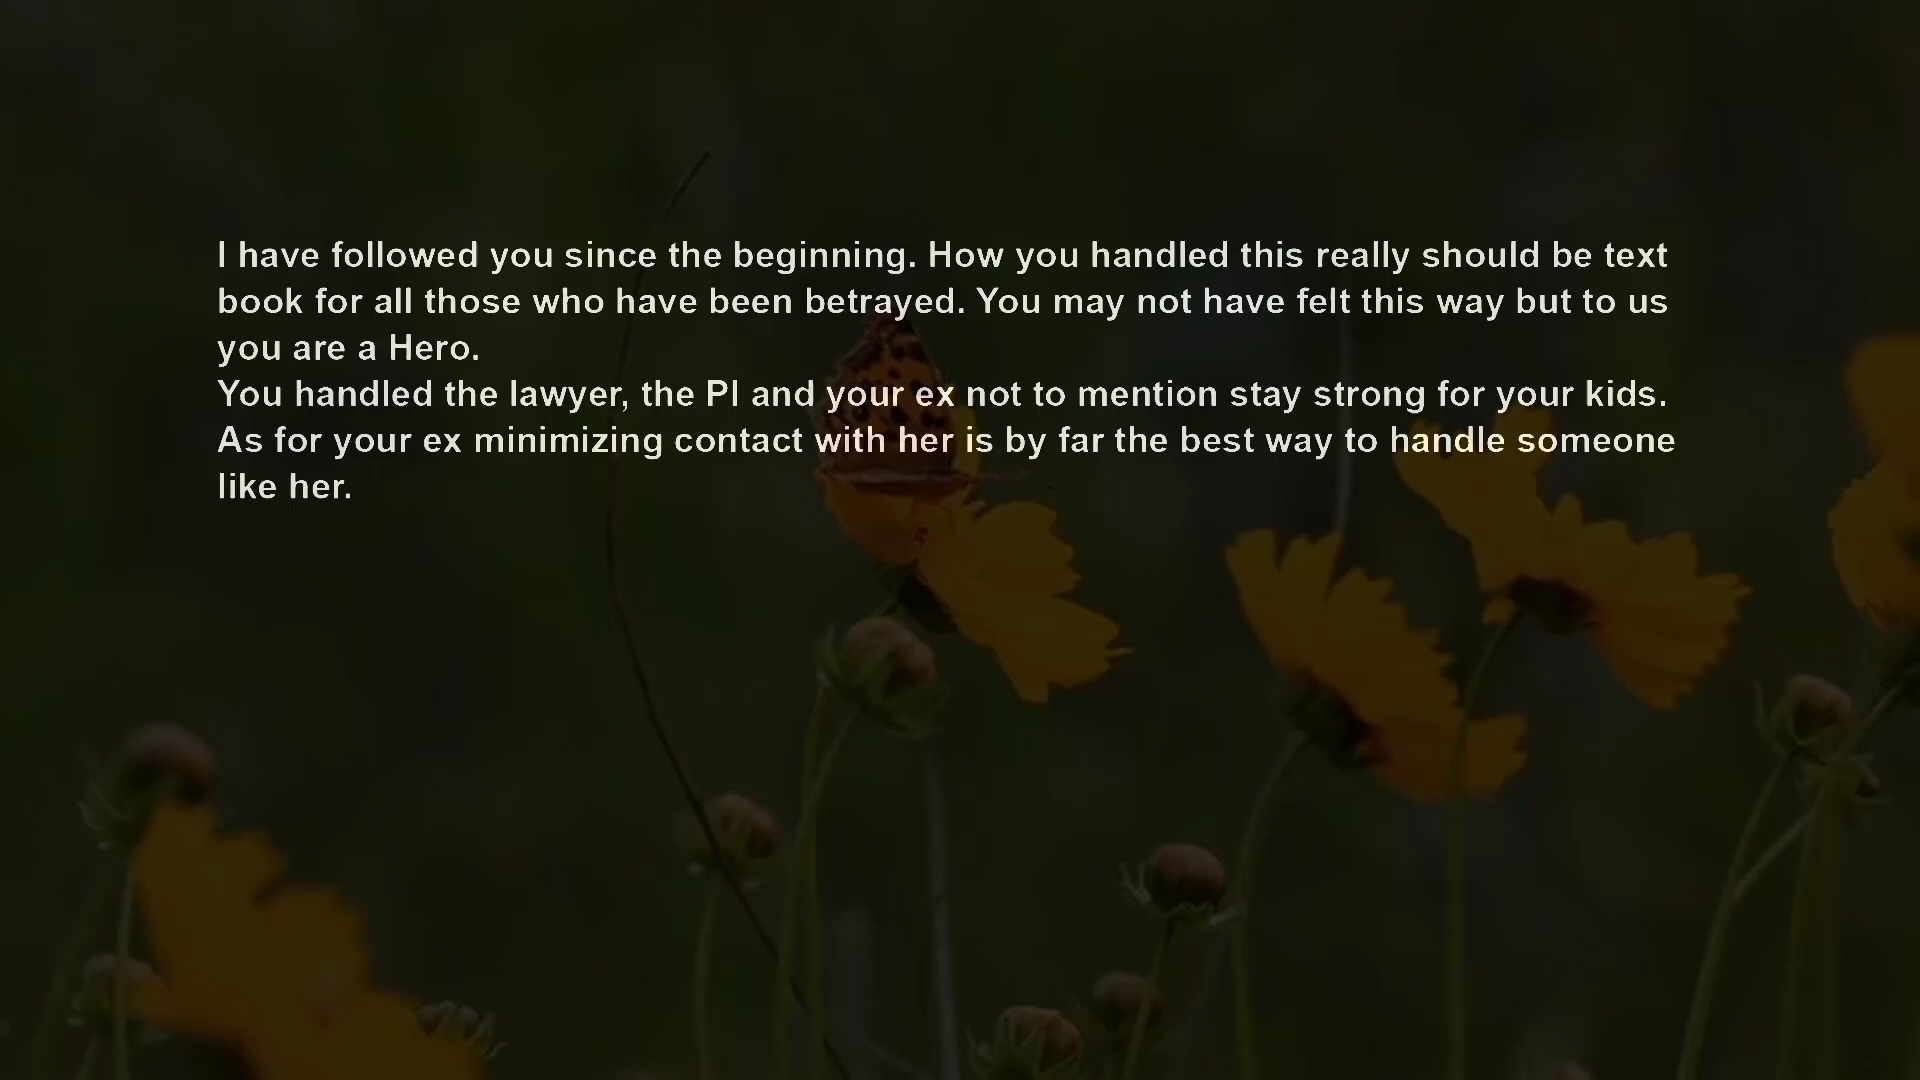 I have followed you since the beginning. How you handled this really should be text
book for all those who have been betrayed. You may not have felt this way but to us
you are a Hero.
You handled the lawyer, the PI and your ex not to mention stay strong for your kids.
As for your ex minimizing contact with her is by far the best way to handle someone
like her.